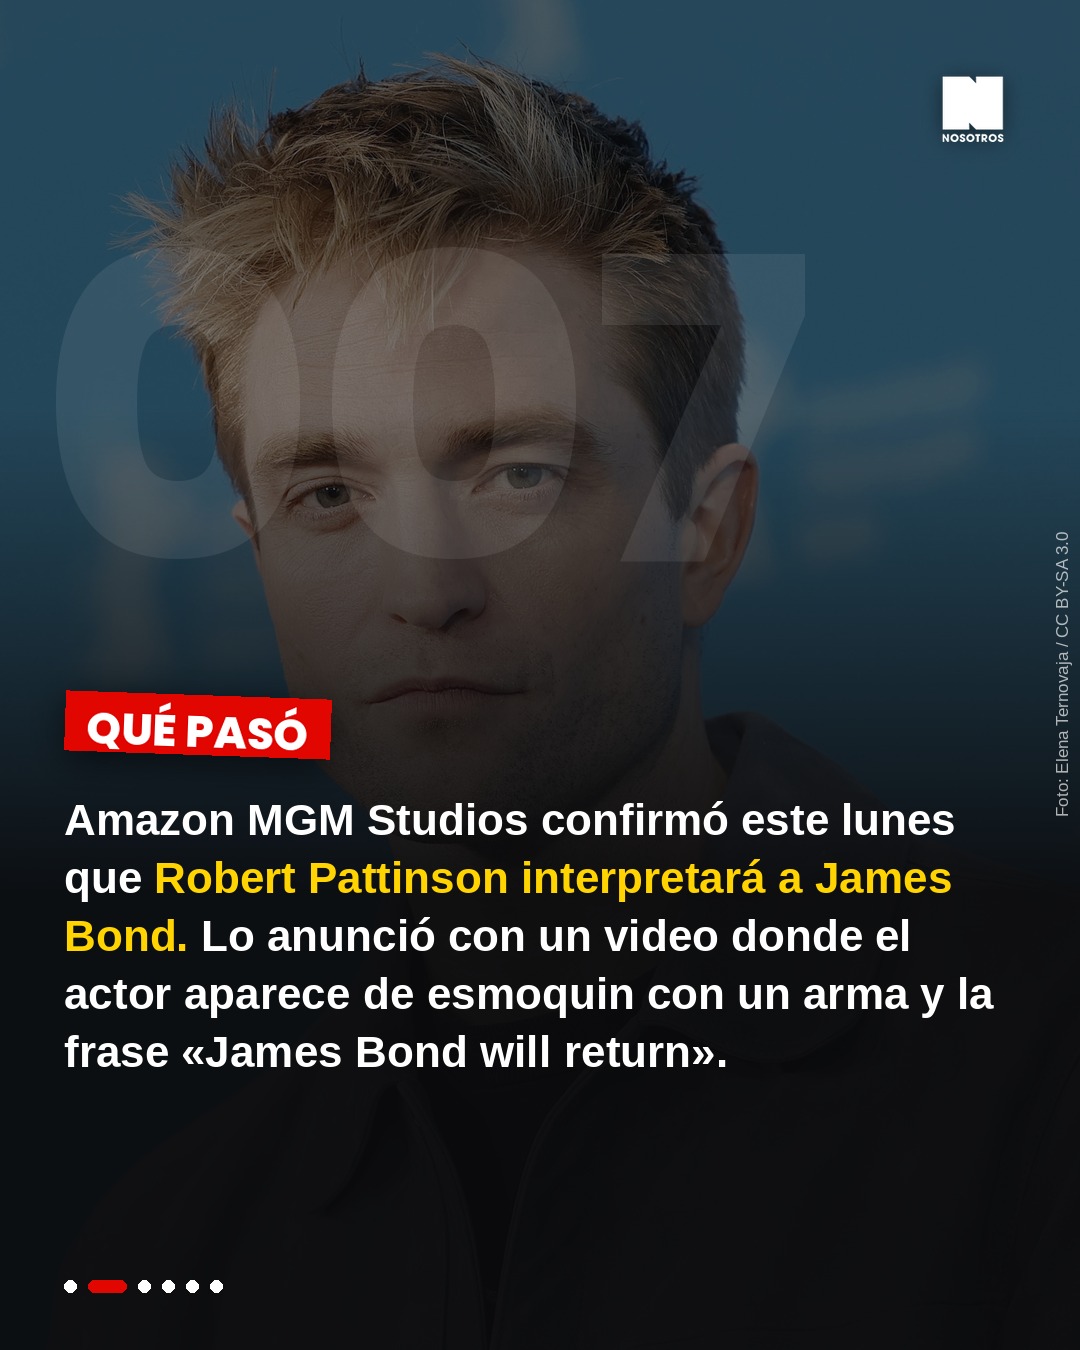 NOSOTROS
007
Foto: Elena Ternovaja / CC BY-SA 3.0
QUÉ PASÓ
Amazon MGM Studios confirmó este lunes
que Robert Pattinson interpretará a James
Bond. Lo anunció con un video donde el
actor aparece de esmoquin con un arma y la
frase «James Bond will return».